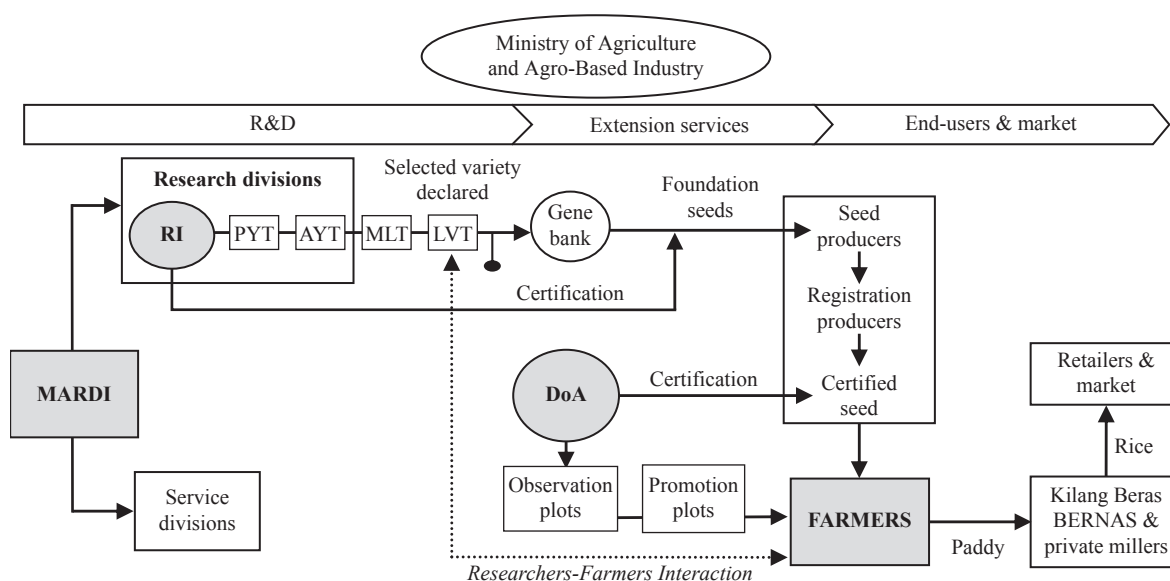 Ministry of Agriculture
and Agro-Based Industry
R&D
Extension services
End-users & market
Research divisions
RI
PYT
AYT
MLT
LVT
Selected variety
declared
Gene
bank
Foundation
seeds
Seed
producers
Registration
producers
Certified
seed
Certification
MARDI
DoA
Certification
Retailers &
market
Rice
Service
divisions
Observation
plots
Promotion
plots
FARMERS
Paddy
Kilang Beras
BERNAS &
private millers
Researchers-Farmers Interaction